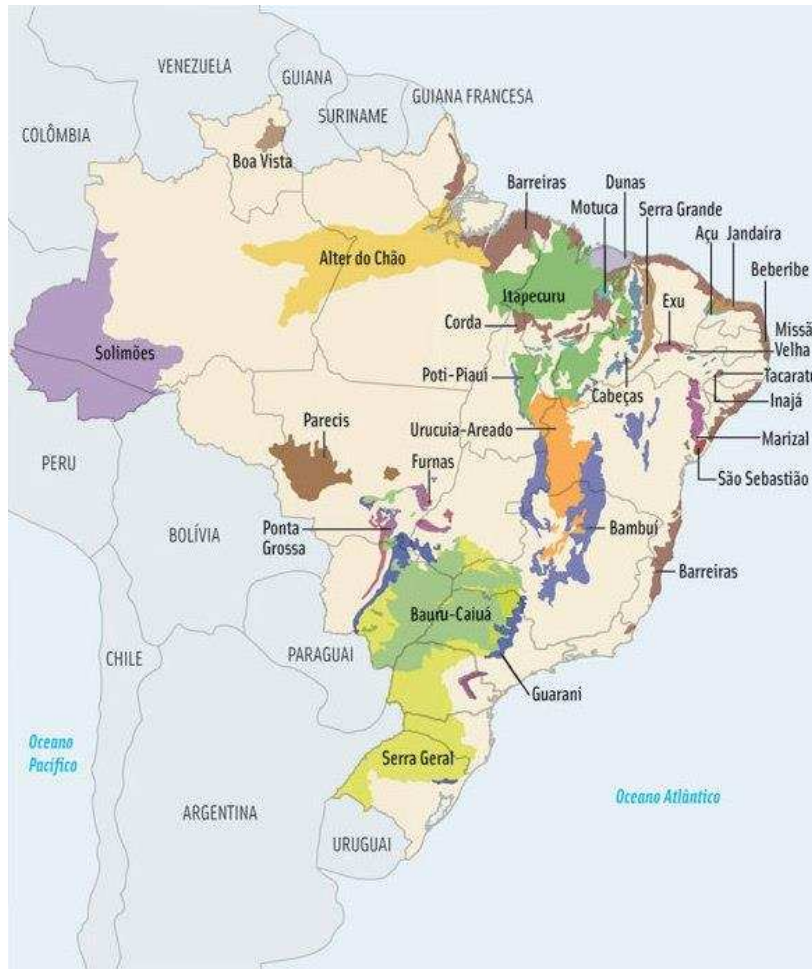 VENEZUELA
GUIANA
GUIANA FRANCESA
SURINAME
COLÔMBIA
Boa Vista
Barreiras
Dunas
Motuca
Serra Grande
Açu
Jandaíra
Beberibe
Alter do Chão
Itapecuru
Exu
Missã
Velha
Corda
Solimões
Tacaratu
Poti-Piauí
Cabeças
Inajá
Parecis
Urucuia-Areado
Marizal
PERU
Furnas
São Sebastião
BOLÍVIA
Ponta
Grossa
Bambuí
Barreiras
Bauru-Caiuá
PARAGUAI
CHILE
Guarani
Oceano
Pacífico
Serra Geral
Oceano Atlântico
ARGENTINA
URUGUAI